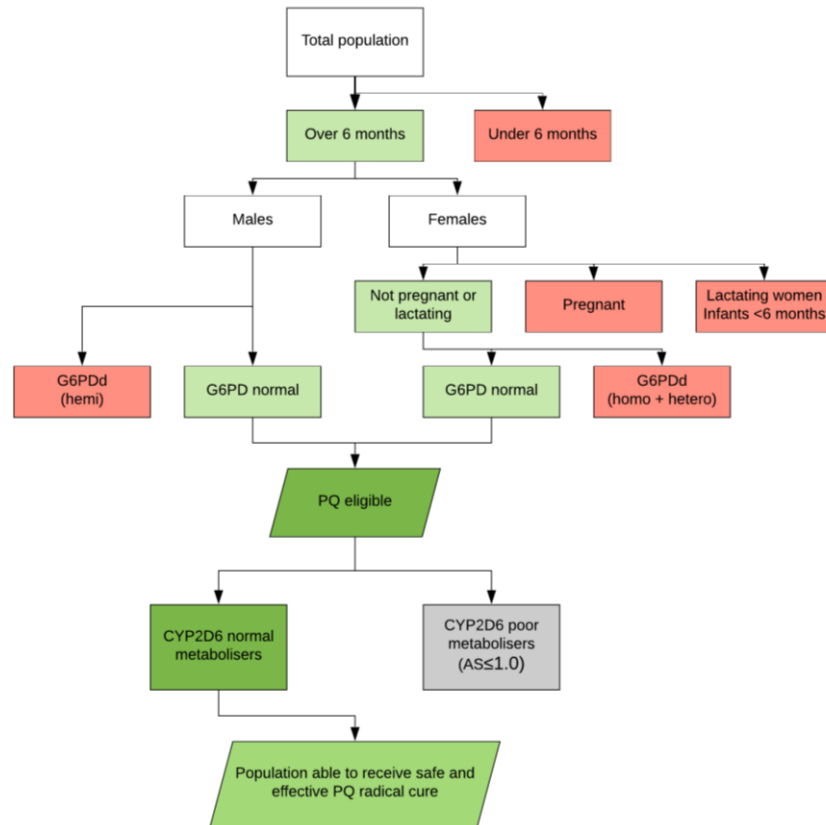 Total population
Over 6 months
Under 6 months
Males
Females
Not pregnant or
lactating
Pregnant
Lactating women
Infants <6 months
G6PDd
(hemi)
G6PD normal
G6PD normal
G6PDd
(homo + hetero)
PQ eligible
CYP2D6 normal
metabolisers
CYP2D6 poor
metabolisers
(AS≤1.0)
Population able to receive safe and
effective PQ radical cure